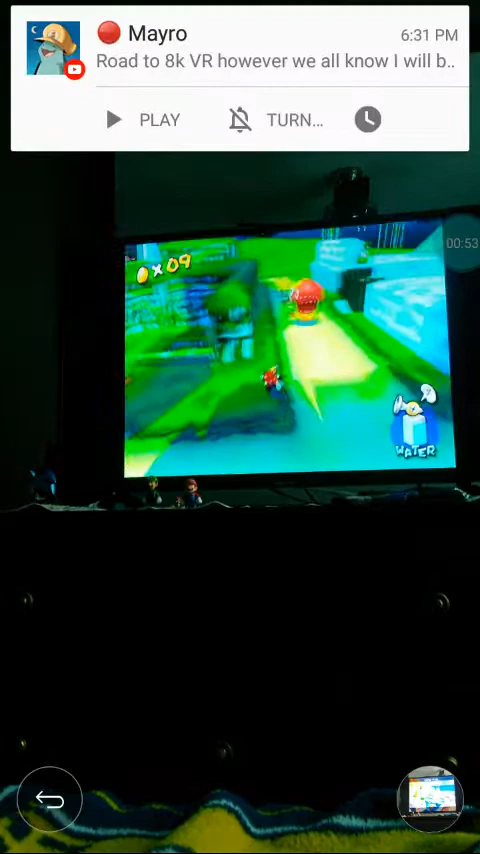 Mayro
6:31 PM
Road to 8k VR however we all know I will b..
PLAY
TURN...
00:53
x 09
WATER